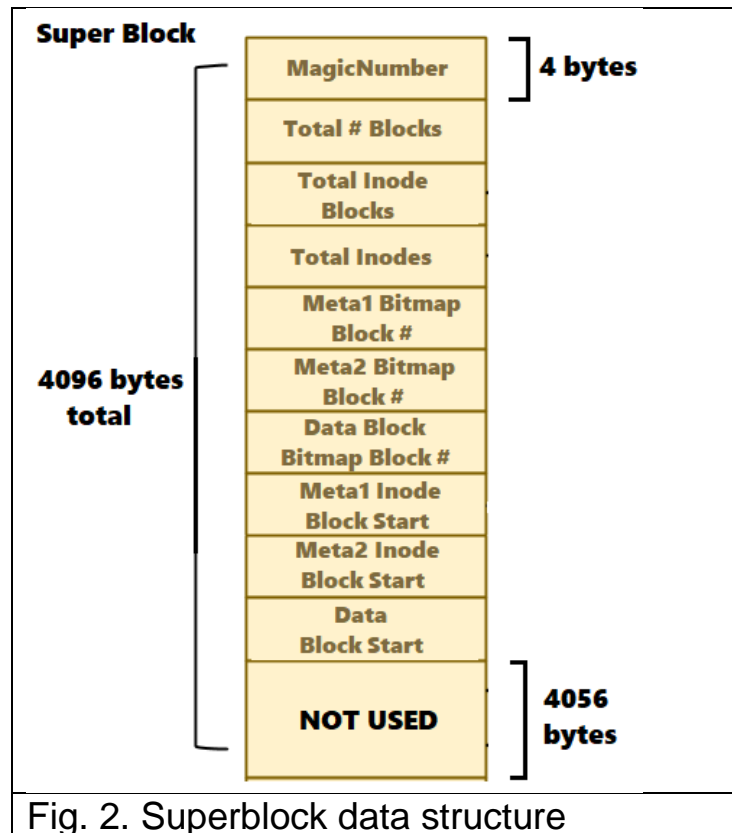 Super Block
MagicNumber
4 bytes
Total # Blocks
Total Inode
Blocks
Total Inodes
Meta1 Bitmap
Block #
Meta2 Bitmap
Block #
4096 bytes
total
Data Block
Bitmap Block #
Meta1 Inode
Block Start
Meta2 Inode
Block Start
Data
Block Start
NOT USED
4056
bytes
Fig. 2. Superblock data structure